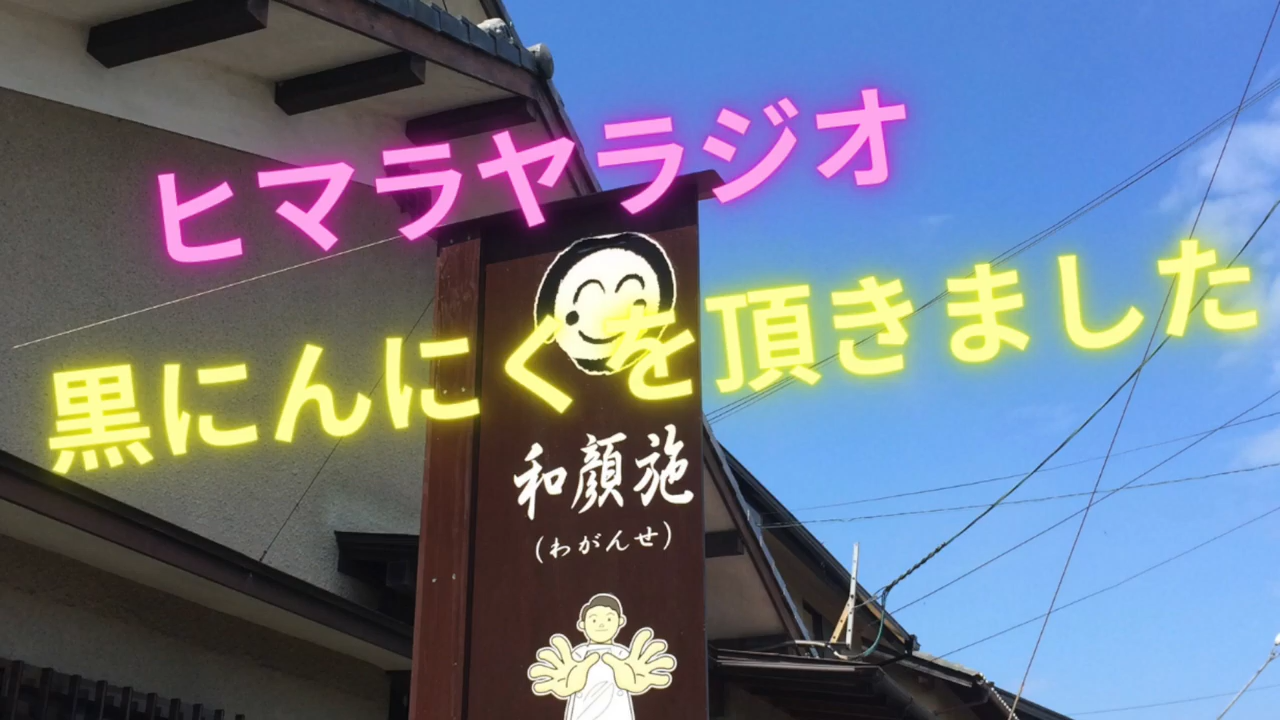 ヒマラヤラジオ
黒にんにくを頂きました
和顔施
(わがんせ)